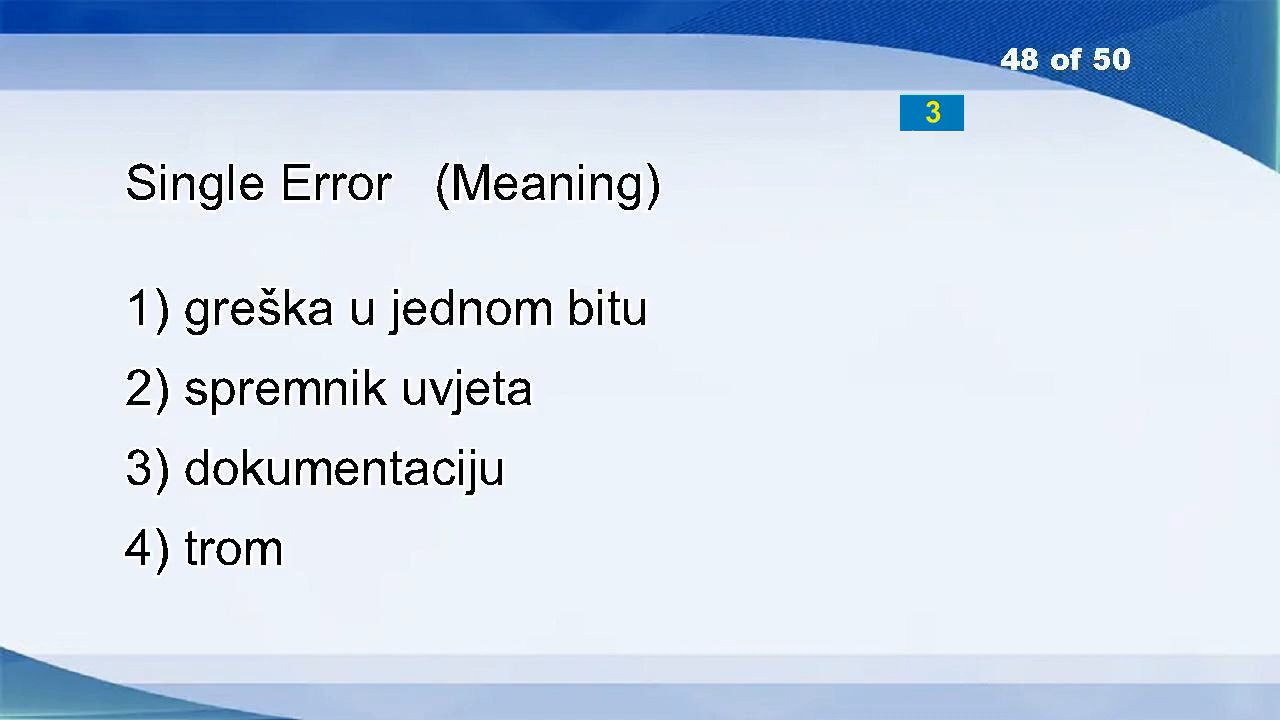 48 of 50
3
Single Error (Meaning)
1) greška u jednom bitu
2) spremnik uvjeta
3) dokumentaciju
4) trom